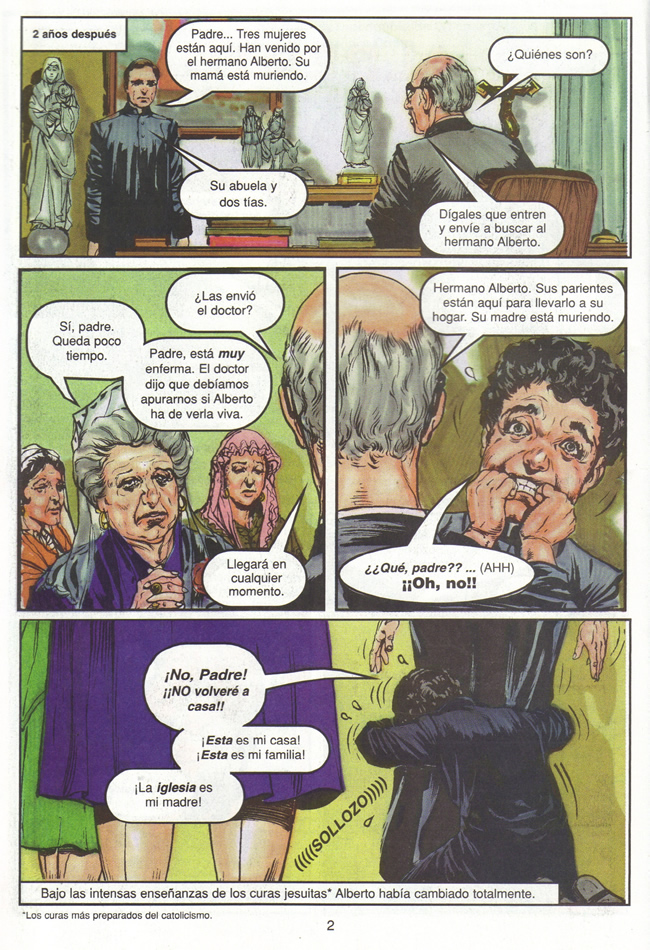 2 años después
Padre... Tres mujeres
están aquí. Han venido por
el hermano Alberto. Su
mamá está muriendo.
¿Quiénes son?
Su abuela y
dos tías.
Dígales que entren
y envíe a buscar al
hermano Alberto.
¿Las envió
el doctor?
Sí, padre.
Queda poco
tiempo.
Padre, está muy
enferma. El doctor
dijo que debíamos
apurarnos si Alberto
ha de verla viva.
Llegará en
cualquier
momento.
Hermano Alberto. Sus parientes
están aquí para llevarlo a su
hogar. Su madre está muriendo.
¿¿Qué, padre?? ... (AHH)
¡¡Oh, no!!
¡No, Padre!
¡¡NO volveré a
casa!!
¡Esta es mi casa!
¡Esta es mi familia!
¡La iglesia es
mi madre!
(((((SOLLOZO)))))
Bajo las intensas enseñanzas de los curas jesuitas* Alberto había cambiado totalmente.
*Los curas más preparados del catolicismo.
2